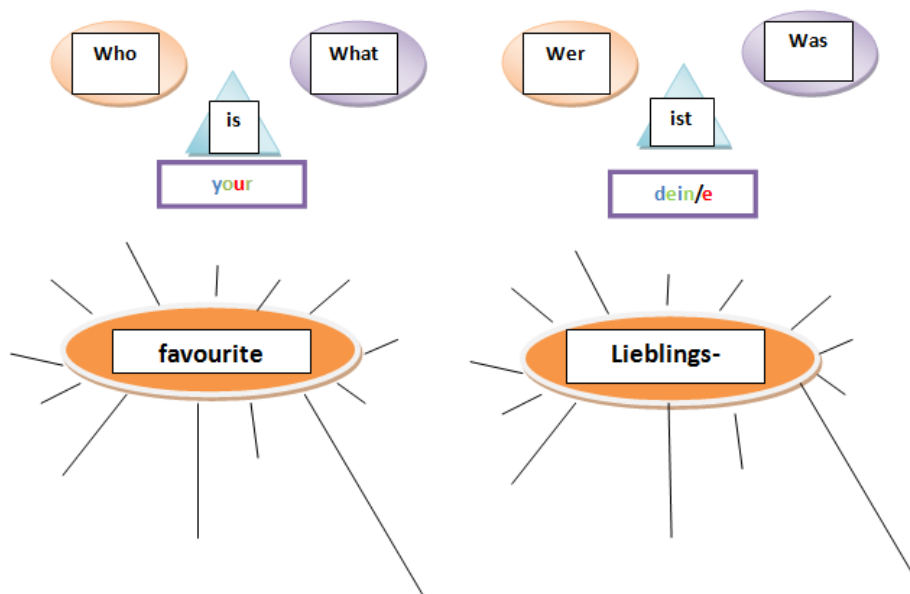 Who
What
is
your
favourite
Wer
Was
ist
dein/e
Lieblings-